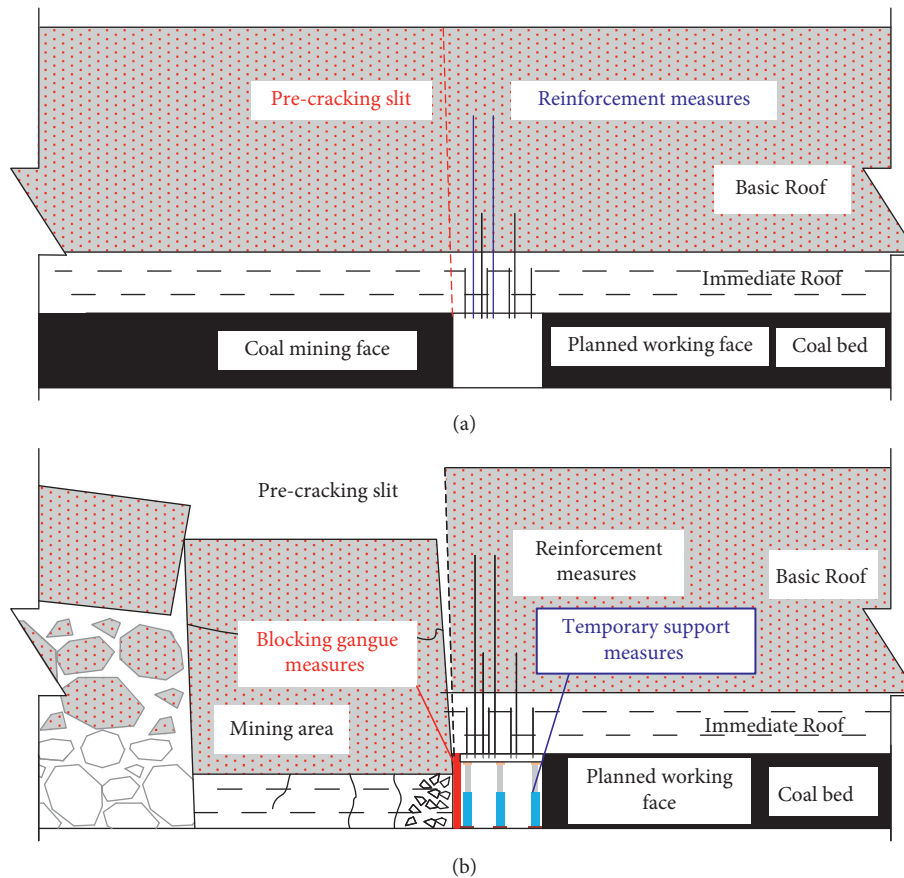 Pre-cracking slit
Reinforcement measures
Basic Roof
Immediate Roof
Coal mining face
Planned working face
Coal bed
(a)
Pre-cracking slit
Reinforcement
measures
Basic Roof
Blocking gangue
measures
Temporary support
measures
Mining area
Immediate Roof
Planned working
face
Coal bed
(b)